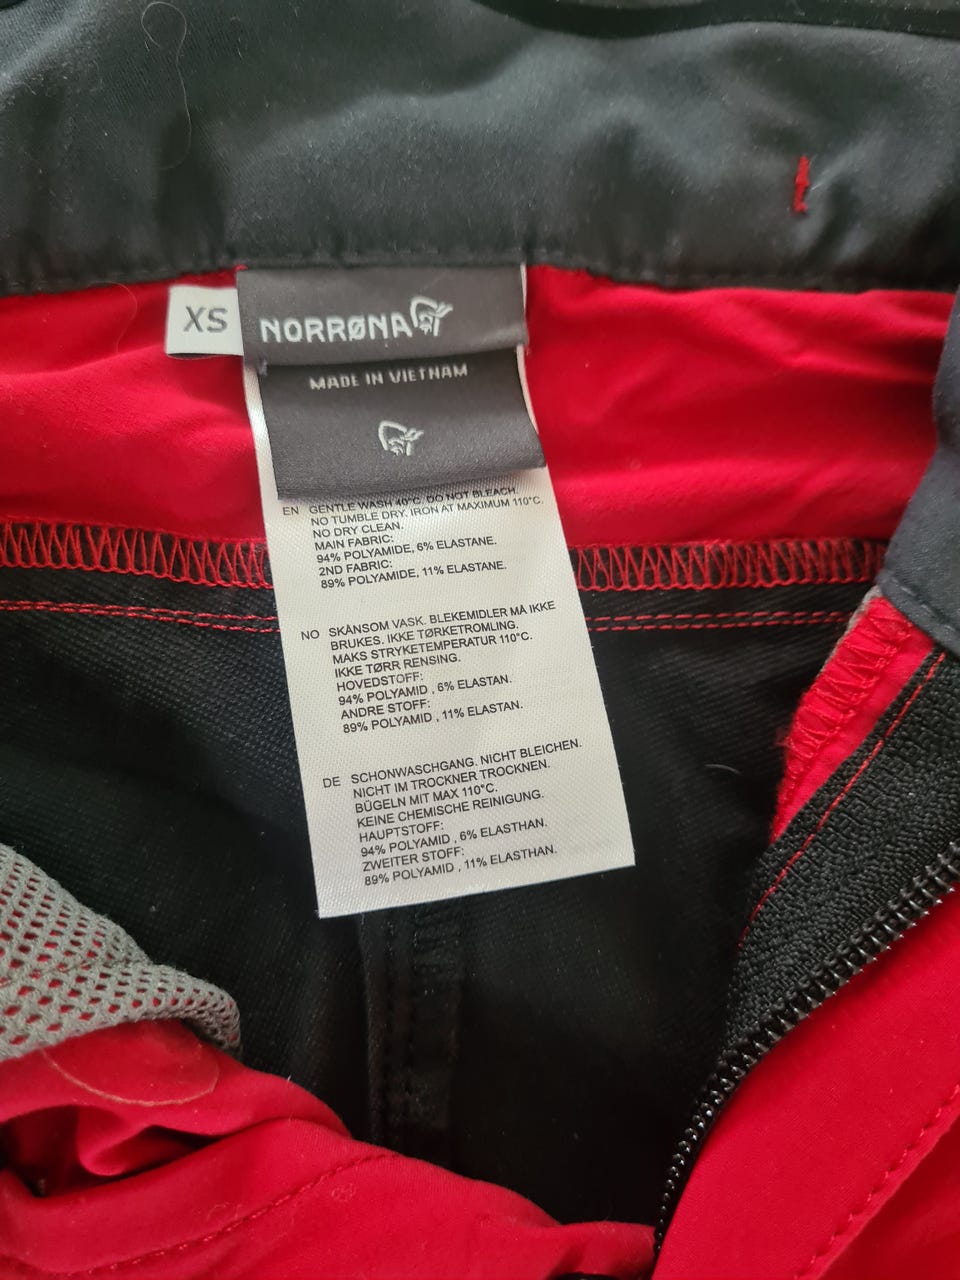 XS
NORRØNA
MADE IN VIETNAM
EN GENTLE WASH 40°C. DO NOT BLEACH.
NO TUMBLE DRY. IRON AT MAXIMUM 110°C.
NO DRY CLEAN.
MAIN FABRIC:
94% POLYAMIDE, 6% ELASTANE.
2ND FABRIC:
89% POLYAMIDE, 11% ELASTANE.
NO SKÅNSOM VASK. BLEKEMIDLER MÅ IKKE
BRUKES. IKKE TØRKETROMLING.
MAKS STRYKETEMPERATUR 110°C.
IKKE TØRR RENSING.
HOVEDSTOFF:
94% POLYAMID , 6% ELASTAN.
ANDRE STOFF:
89% POLYAMID , 11% ELASTAN.
DE SCHONWASCHGANG. NICHT BLEICHEN.
NICHT IM TROCKNER TROCKNEN.
BÜGELN MIT MAX 110°C.
KEINE CHEMISCHE REINIGUNG.
HAUPTSTOFF:
94% POLYAMID , 6% ELASTHAN.
ZWEITER STOFF:
89% POLYAMID , 11% ELASTHAN.